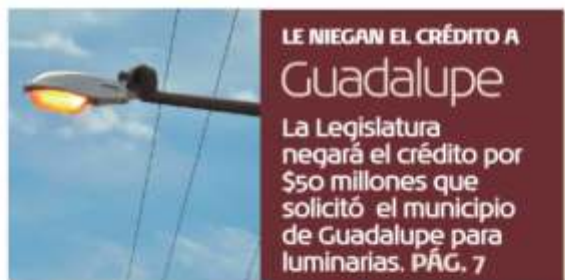 LE NIEGAN EL CRÉDITO A
Guadalupe
La Legislatura
negará el crédito por
$50 millones que
solicitó el municipio
de Guadalupe para
luminarias. PÁG. 7